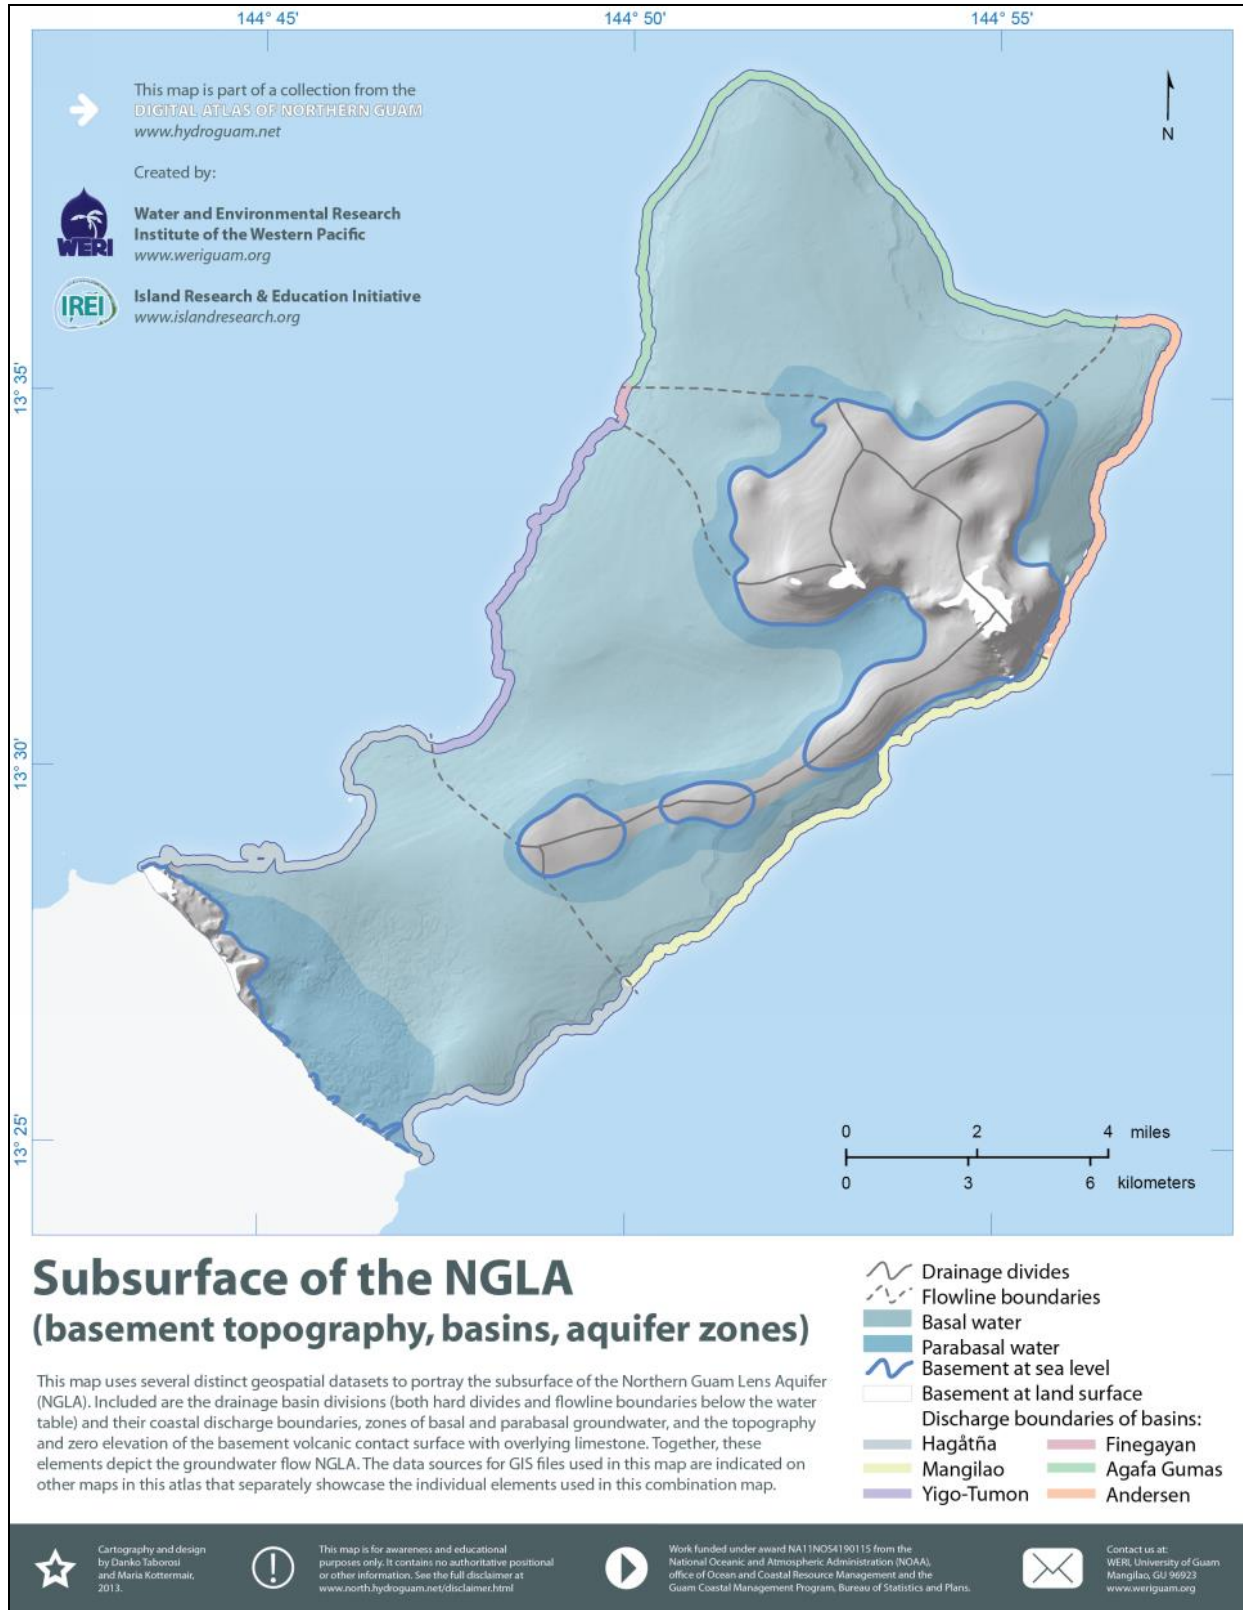 144° 45'
144° 50'
144° 55'
This map is part of a collection from the
DIGITAL ATLAS OF NORTHERN GUAM
www.hydroguam.net
Created by:
WERI
Water and Environmental Research
Institute of the Western Pacific
www.weriguam.org
IREI
Island Research & Education Initiative
www.islandresearch.org
N
13° 35'
13° 30'
13° 25'
0 2 4 miles
0 3 6 kilometers
Subsurface of the NGLA
(basement topography, basins, aquifer zones)
This map uses several distinct geospatial datasets to portray the subsurface of the Northern Guam Lens Aquifer
(NGLA). Included are the drainage basin divisions (both hard divides and flowline boundaries below the water
table) and their coastal discharge boundaries, zones of basal and parabasal groundwater, and the topography
and zero elevation of the basement volcanic contact surface with overlying limestone. Together, these
elements depict the groundwater flow NGLA. The data sources for GIS files used in this map are indicated on
other maps in this atlas that separately showcase the individual elements used in this combination map.
Drainage divides
Flowline boundaries
Basal water
Parabasal water
Basement at sea level
Basement at land surface
Discharge boundaries of basins:
Hagåtña
Mangilao
Yigo-Tumon
Finegayan
Agafa Gumas
Andersen
Cartography and design
by Danko Taborosi
and Maria Kottermair,
2013.
This map is for awareness and educational
purposes only. It contains no authoritative positional
or other information. See the full disclaimer at
www.north.hydroguam.net/disclaimer.html
Work funded under award NA11NOS4190115 from the
National Oceanic and Atmospheric Administration (NOAA),
office of Ocean and Coastal Resource Management and the
Guam Coastal Management Program, Bureau of Statistics and Plans.
Contact us at:
WERI, University of Guam
Mangilao, GU 96923
www.weriguam.org